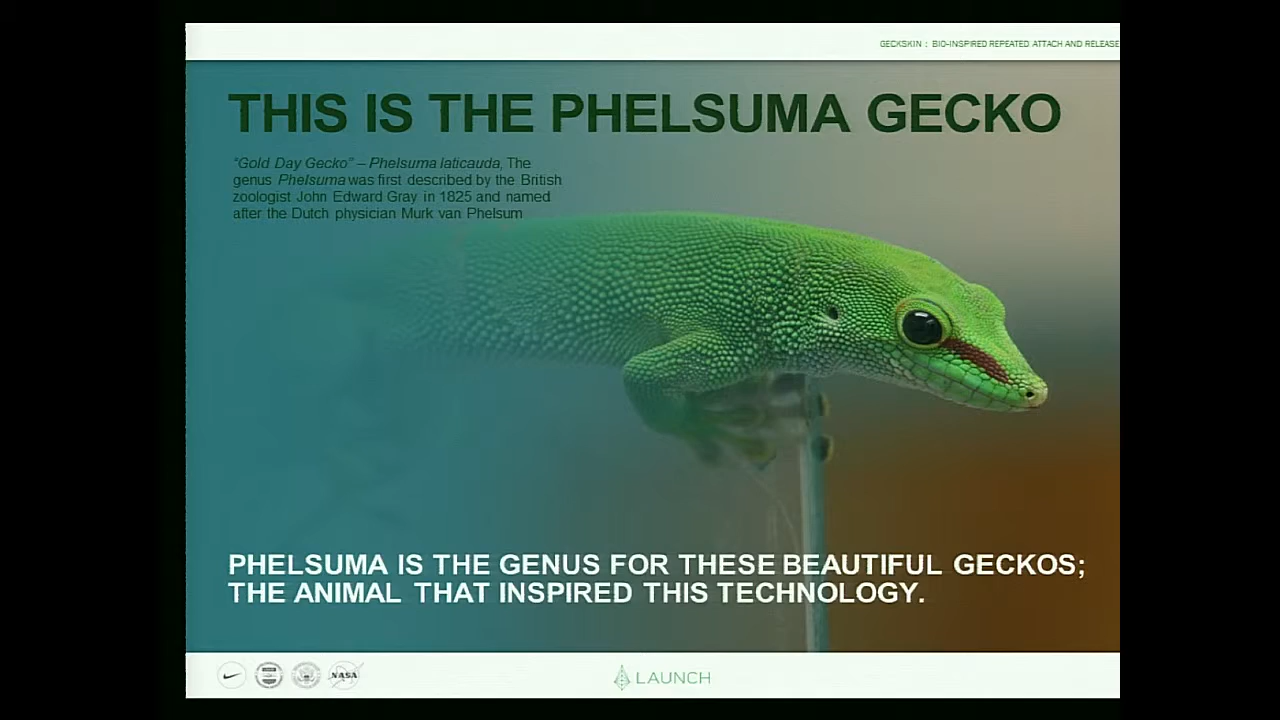 GECKSKIN : BIO-INSPIRED REPEATED ATTACH AND RELEASE
THIS IS THE PHELSUMA GECKO
"Gold Day Gecko" – Phelsuma laticauda, The
genus Phelsuma was first described by the British
zoologist John Edward Gray in 1825 and named
after the Dutch physician Murk van Phelsum
PHELSUMA IS THE GENUS FOR THESE BEAUTIFUL GECKOS;
THE ANIMAL THAT INSPIRED THIS TECHNOLOGY.
NASA
LAUNCH